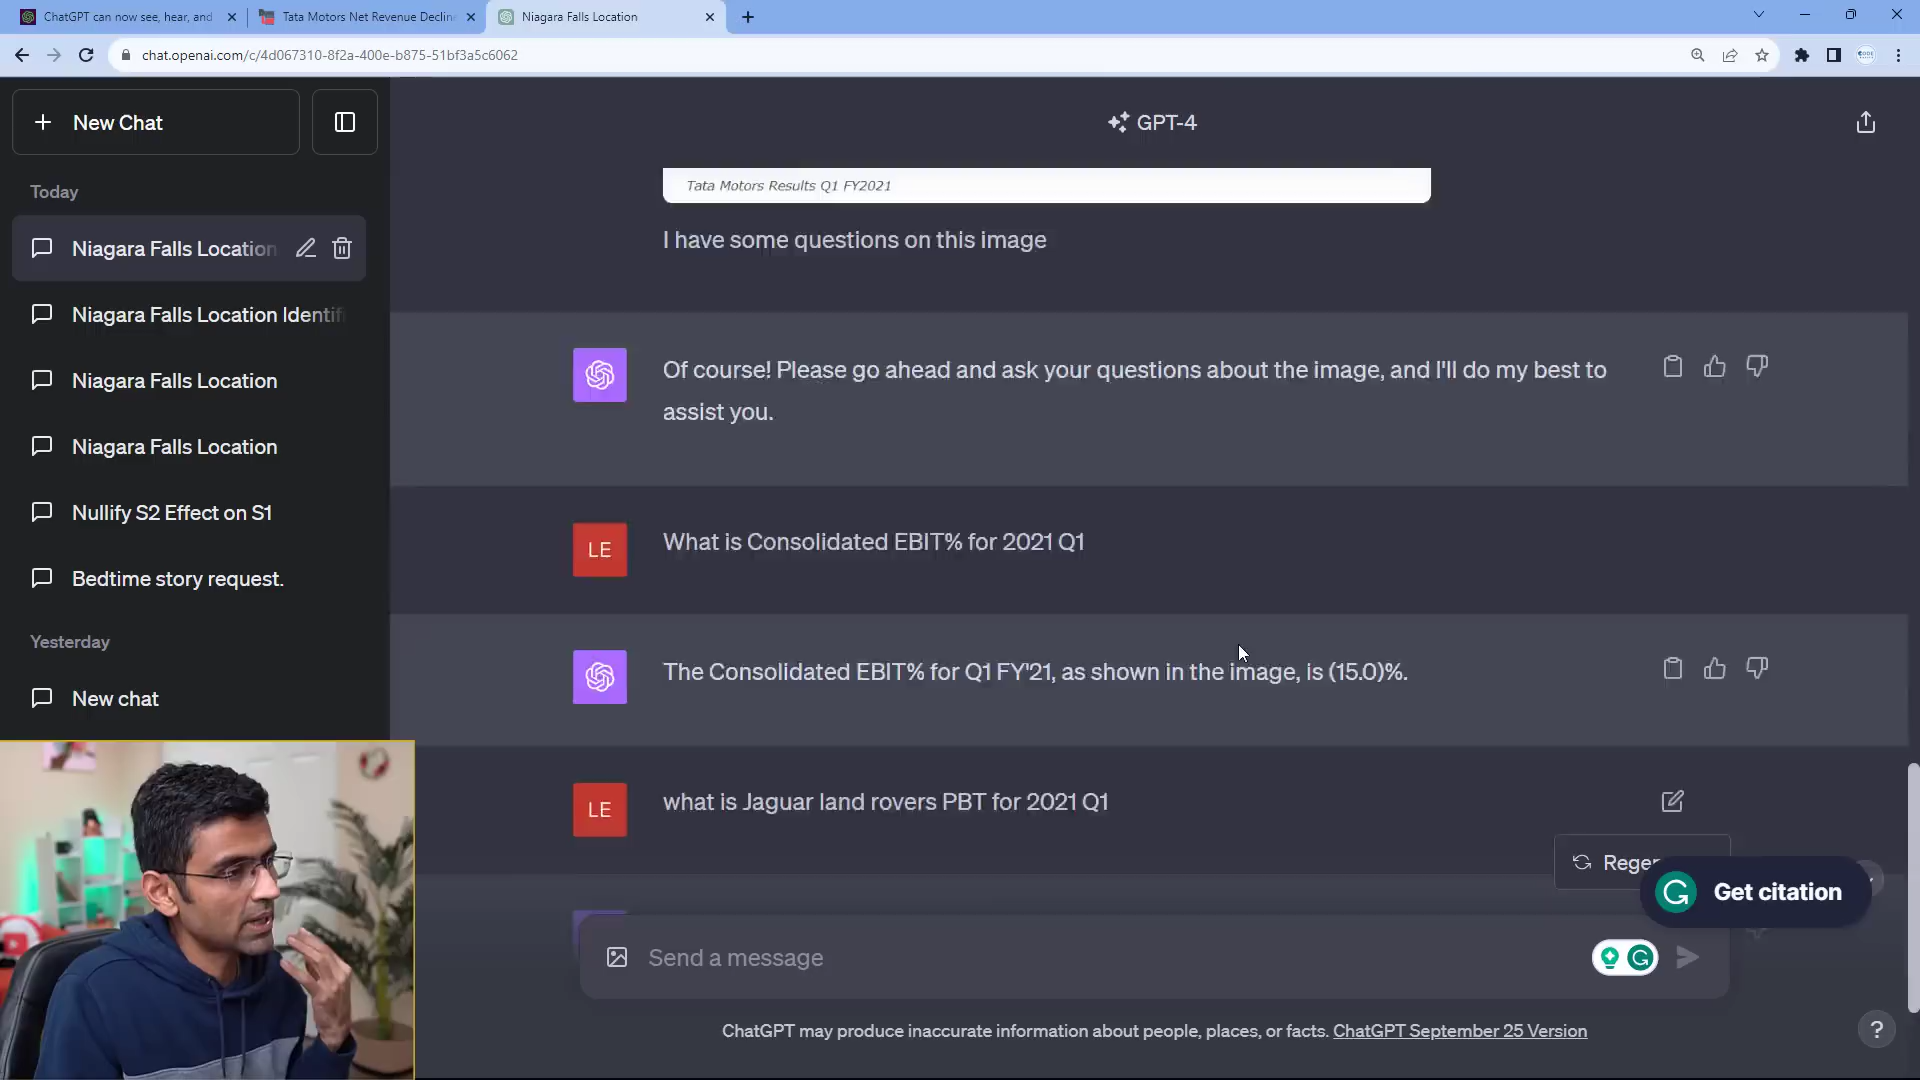 ChatGPT can now see, hear, and
Tata Motors Net Revenue Decline
Niagara Falls Location
chat.openai.com/c/4d067310-8f2a-400e-b875-51bf3a5c6062
New Chat
GPT-4
Today
Niagara Falls Location
Niagara Falls Location Identif
Niagara Falls Location
Niagara Falls Location
Nullify S2 Effect on S1
Bedtime story request.
Yesterday
New chat
Tata Motors Results Q1 FY2021
I have some questions on this image
Of course! Please go ahead and ask your questions about the image, and I'll do my best to
assist you.
LE
What is Consolidated EBIT% for 2021 Q1
The Consolidated EBIT% for Q1 FY'21, as shown in the image, is (15.0)%.
LE
what is Jaguar land rovers PBT for 2021 Q1
Reger
Get citation
Send a message
ChatGPT may produce inaccurate information about people, places, or facts. ChatGPT September 25 Version
?